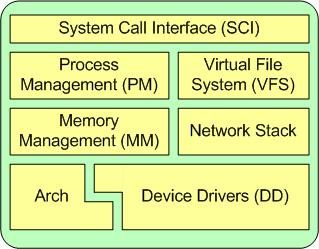 System Call Interface (SCI)
Process
Management (PM)
Virtual File
System (VFS)
Memory
Management (MM)
Network Stack
Arch
Device Drivers (DD)